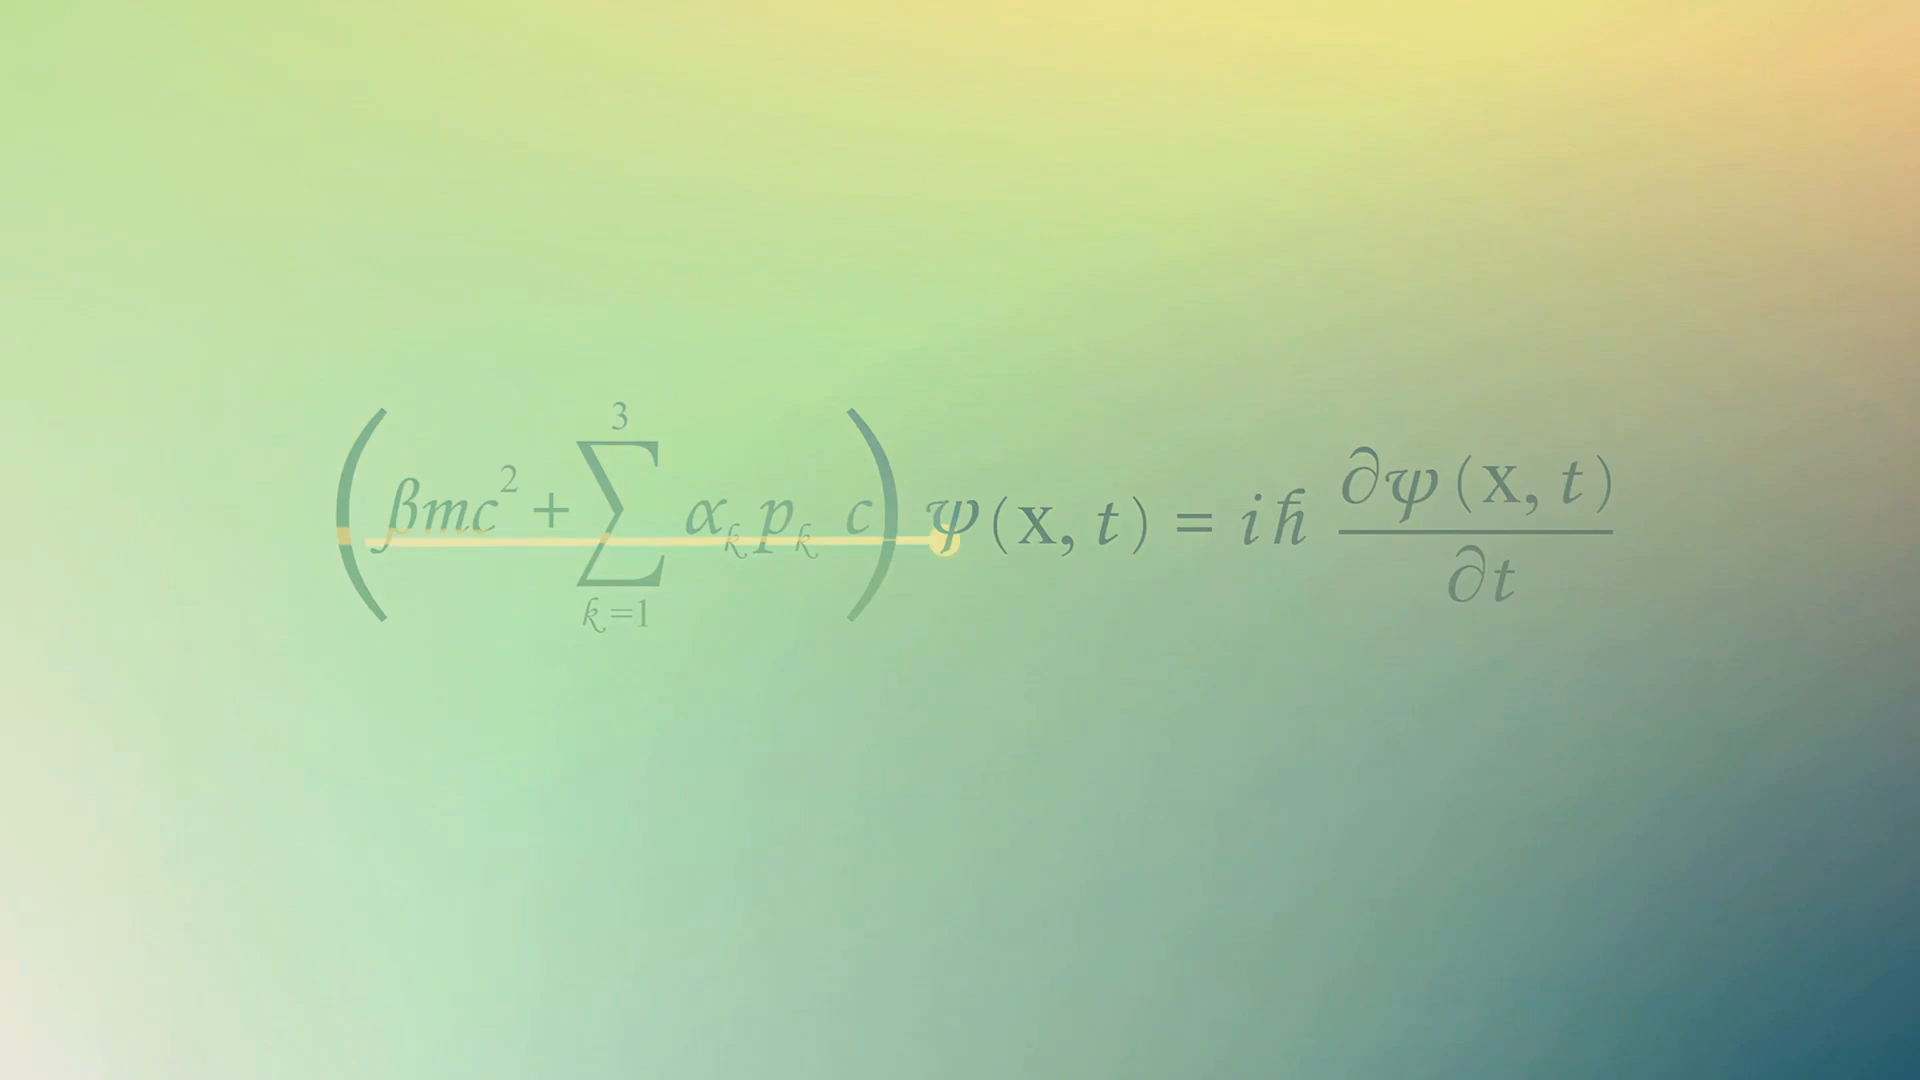 (βmc² + ∑_{k=1}^{3} α_k p_k c) ψ(x, t) = iħ ∂ψ(x, t)/∂t